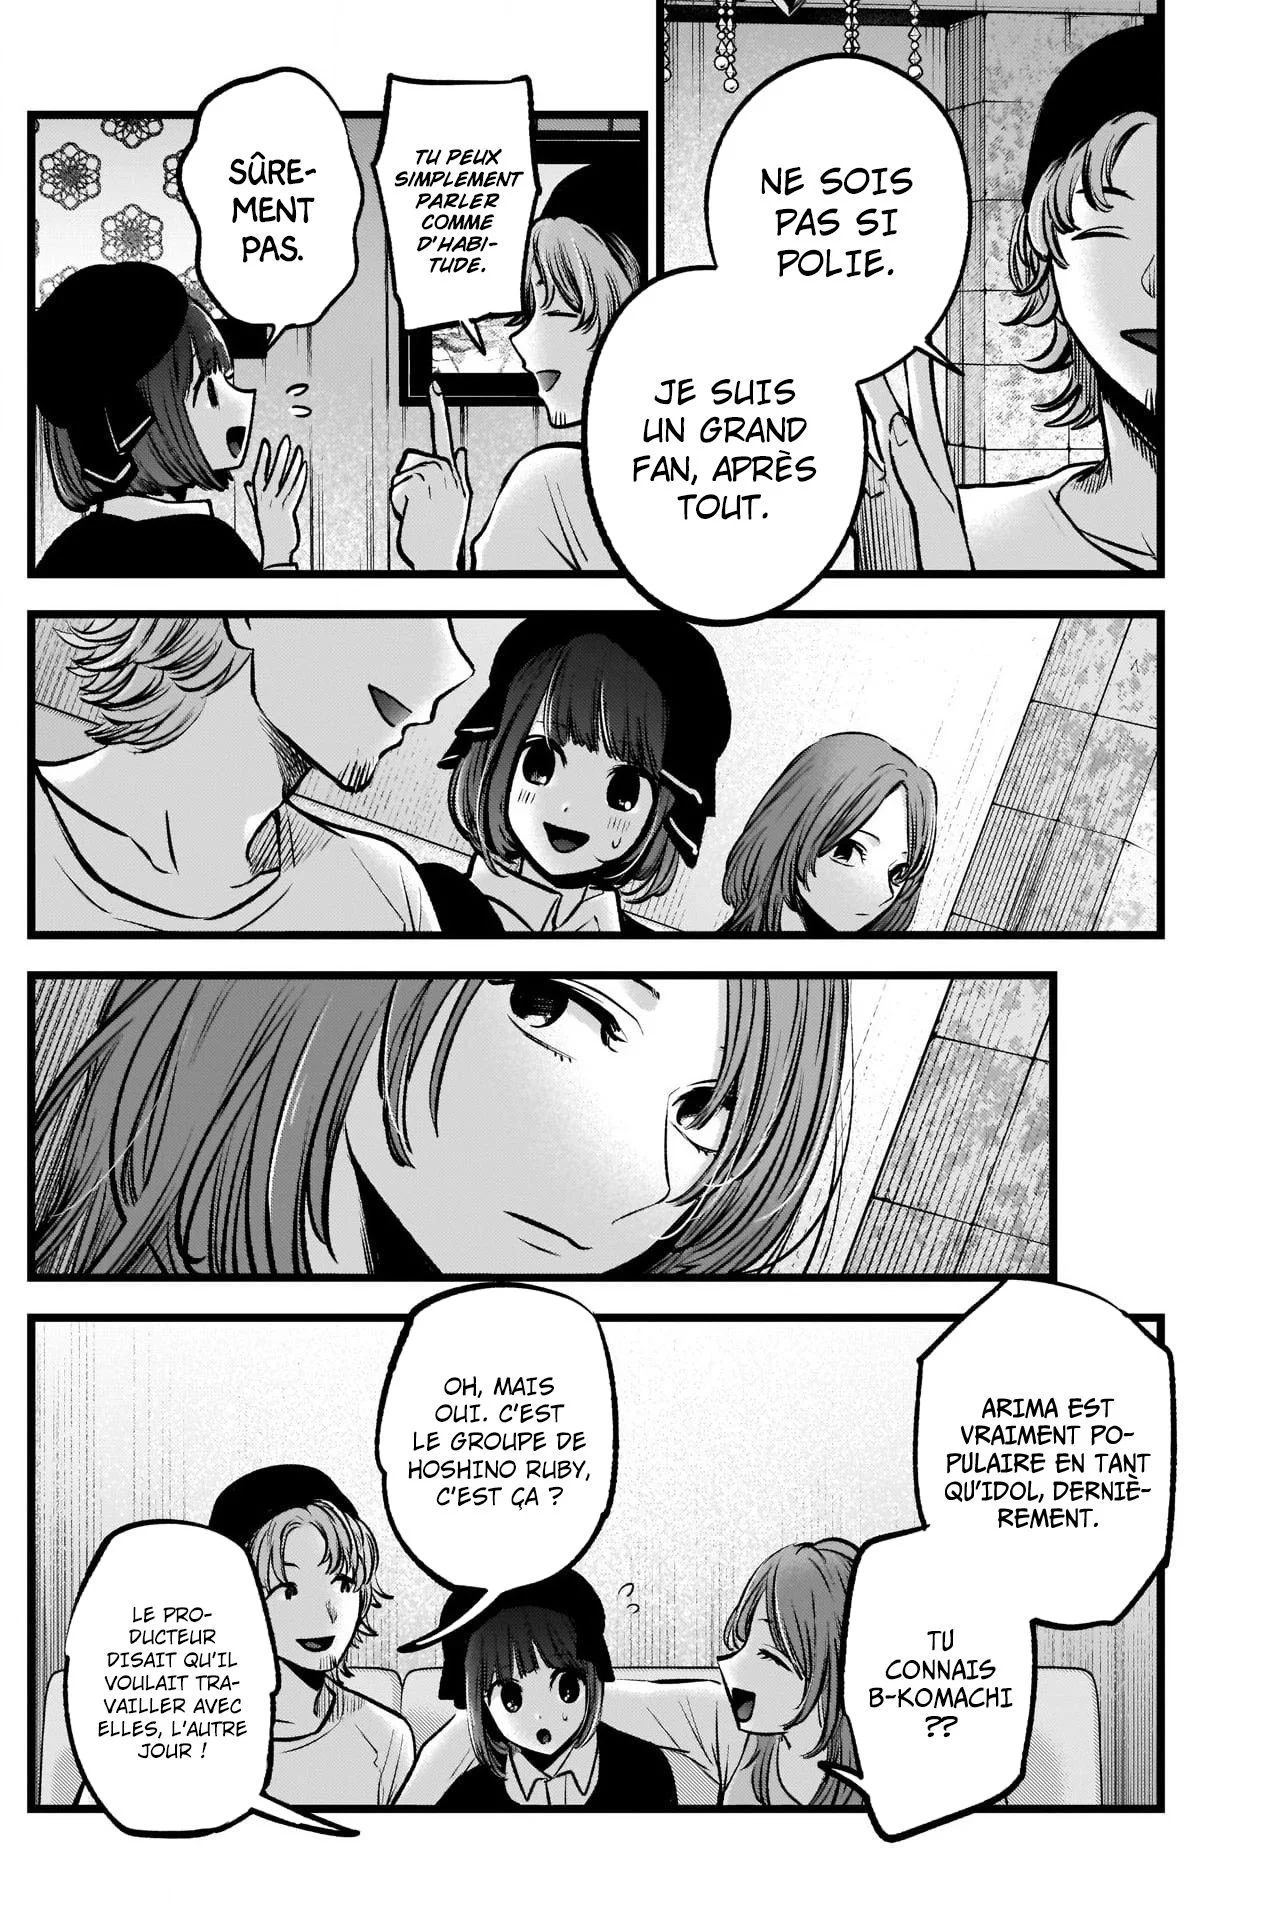 NE SOIS
PAS SI
POLIE.
JE SUIS
UN GRAND
FAN, APRÈS
TOUT.
TU PEUX
SIMPLEMENT
PARLER
COMME
D'HABI-
TUDE.
SÛRE-
MENT
PAS.
ARIMA EST
VRAIMENT PO-
PULAIRE EN TANT
QU'IDOL, DERNIÈ-
REMENT.
TU
CONNAIS
B-KOMACHI
??
OH, MAIS
OUI. C'EST
LE GROUPE DE
HOSHINO RUBY,
C'EST ÇA ?
LE PRO-
DUCTEUR
DISAIT QU'IL
VOULAIT TRA-
VAILLER AVEC
ELLES, L'AUTRE
JOUR !